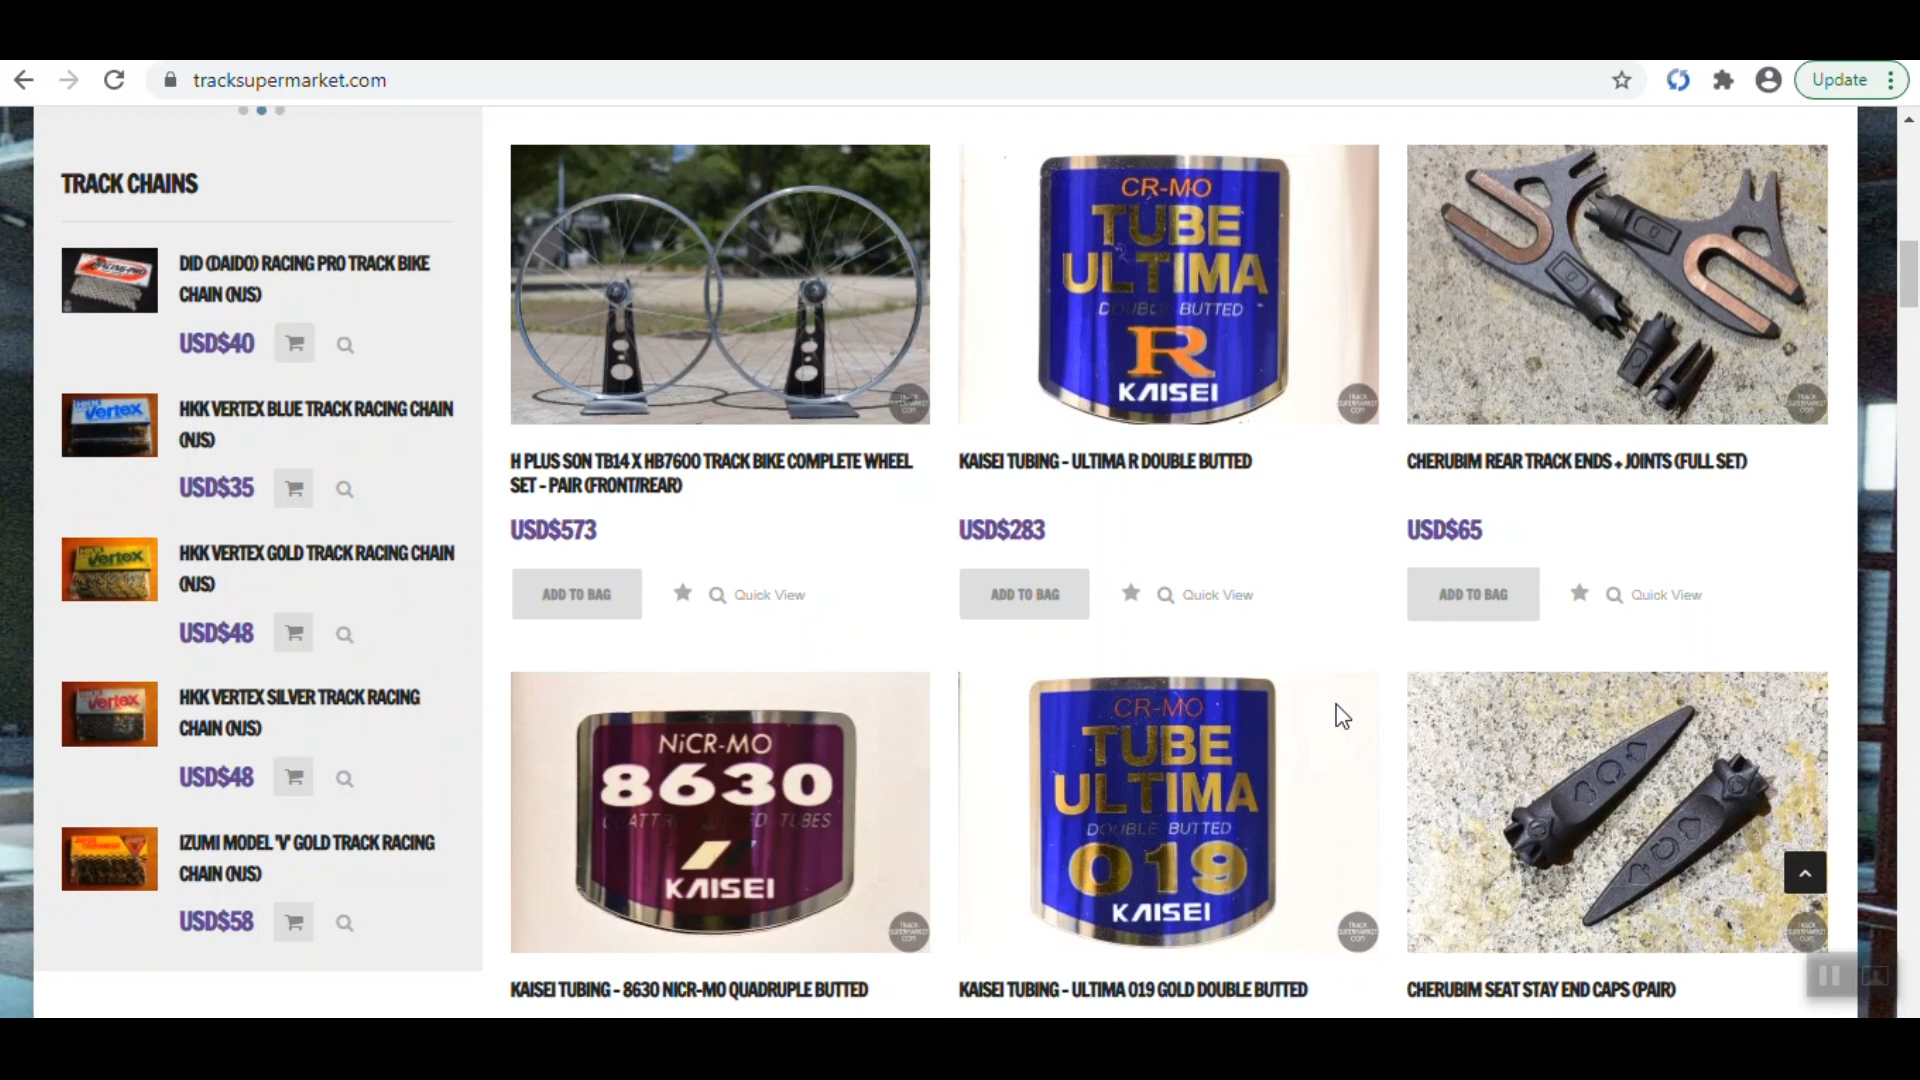 tracksupermarket.com
Update
TRACK CHAINS
DID (DAIDO) RACING PRO TRACK BIKE
CHAIN (NJS)
USD$40
Vertex
HKK VERTEX BLUE TRACK RACING CHAIN
(NJS)
USD$35
Vertex
HKK VERTEX GOLD TRACK RACING CHAIN
(NJS)
USD$48
Vertex
HKK VERTEX SILVER TRACK RACING
CHAIN (NJS)
USD$48
IZUMI MODEL 'V' GOLD TRACK RACING
CHAIN (NJS)
USD$58
H PLUS SON TB14 X HB7600 TRACK BIKE COMPLETE WHEEL
SET - PAIR (FRONT/REAR)
USD$573
ADD TO BAG
Quick View
CR-MO
TUBE
ULTIMA
DOUBLE BUTTED
R
KAISEI
KAISEI TUBING - ULTIMA R DOUBLE BUTTED
USD$283
ADD TO BAG
Quick View
CHERUBIM REAR TRACK ENDS + JOINTS (FULL SET)
USD$65
ADD TO BAG
Quick View
NiCR-MO
8630
TUBES
KAISEI
KAISEI TUBING - 8630 NICR-MO QUADRUPLE BUTTED
CR-MO
TUBE
ULTIMA
DOUBLE BUTTED
019
KAISEI
KAISEI TUBING - ULTIMA 019 GOLD DOUBLE BUTTED
CHERUBIM SEAT STAY END CAPS (PAIR)